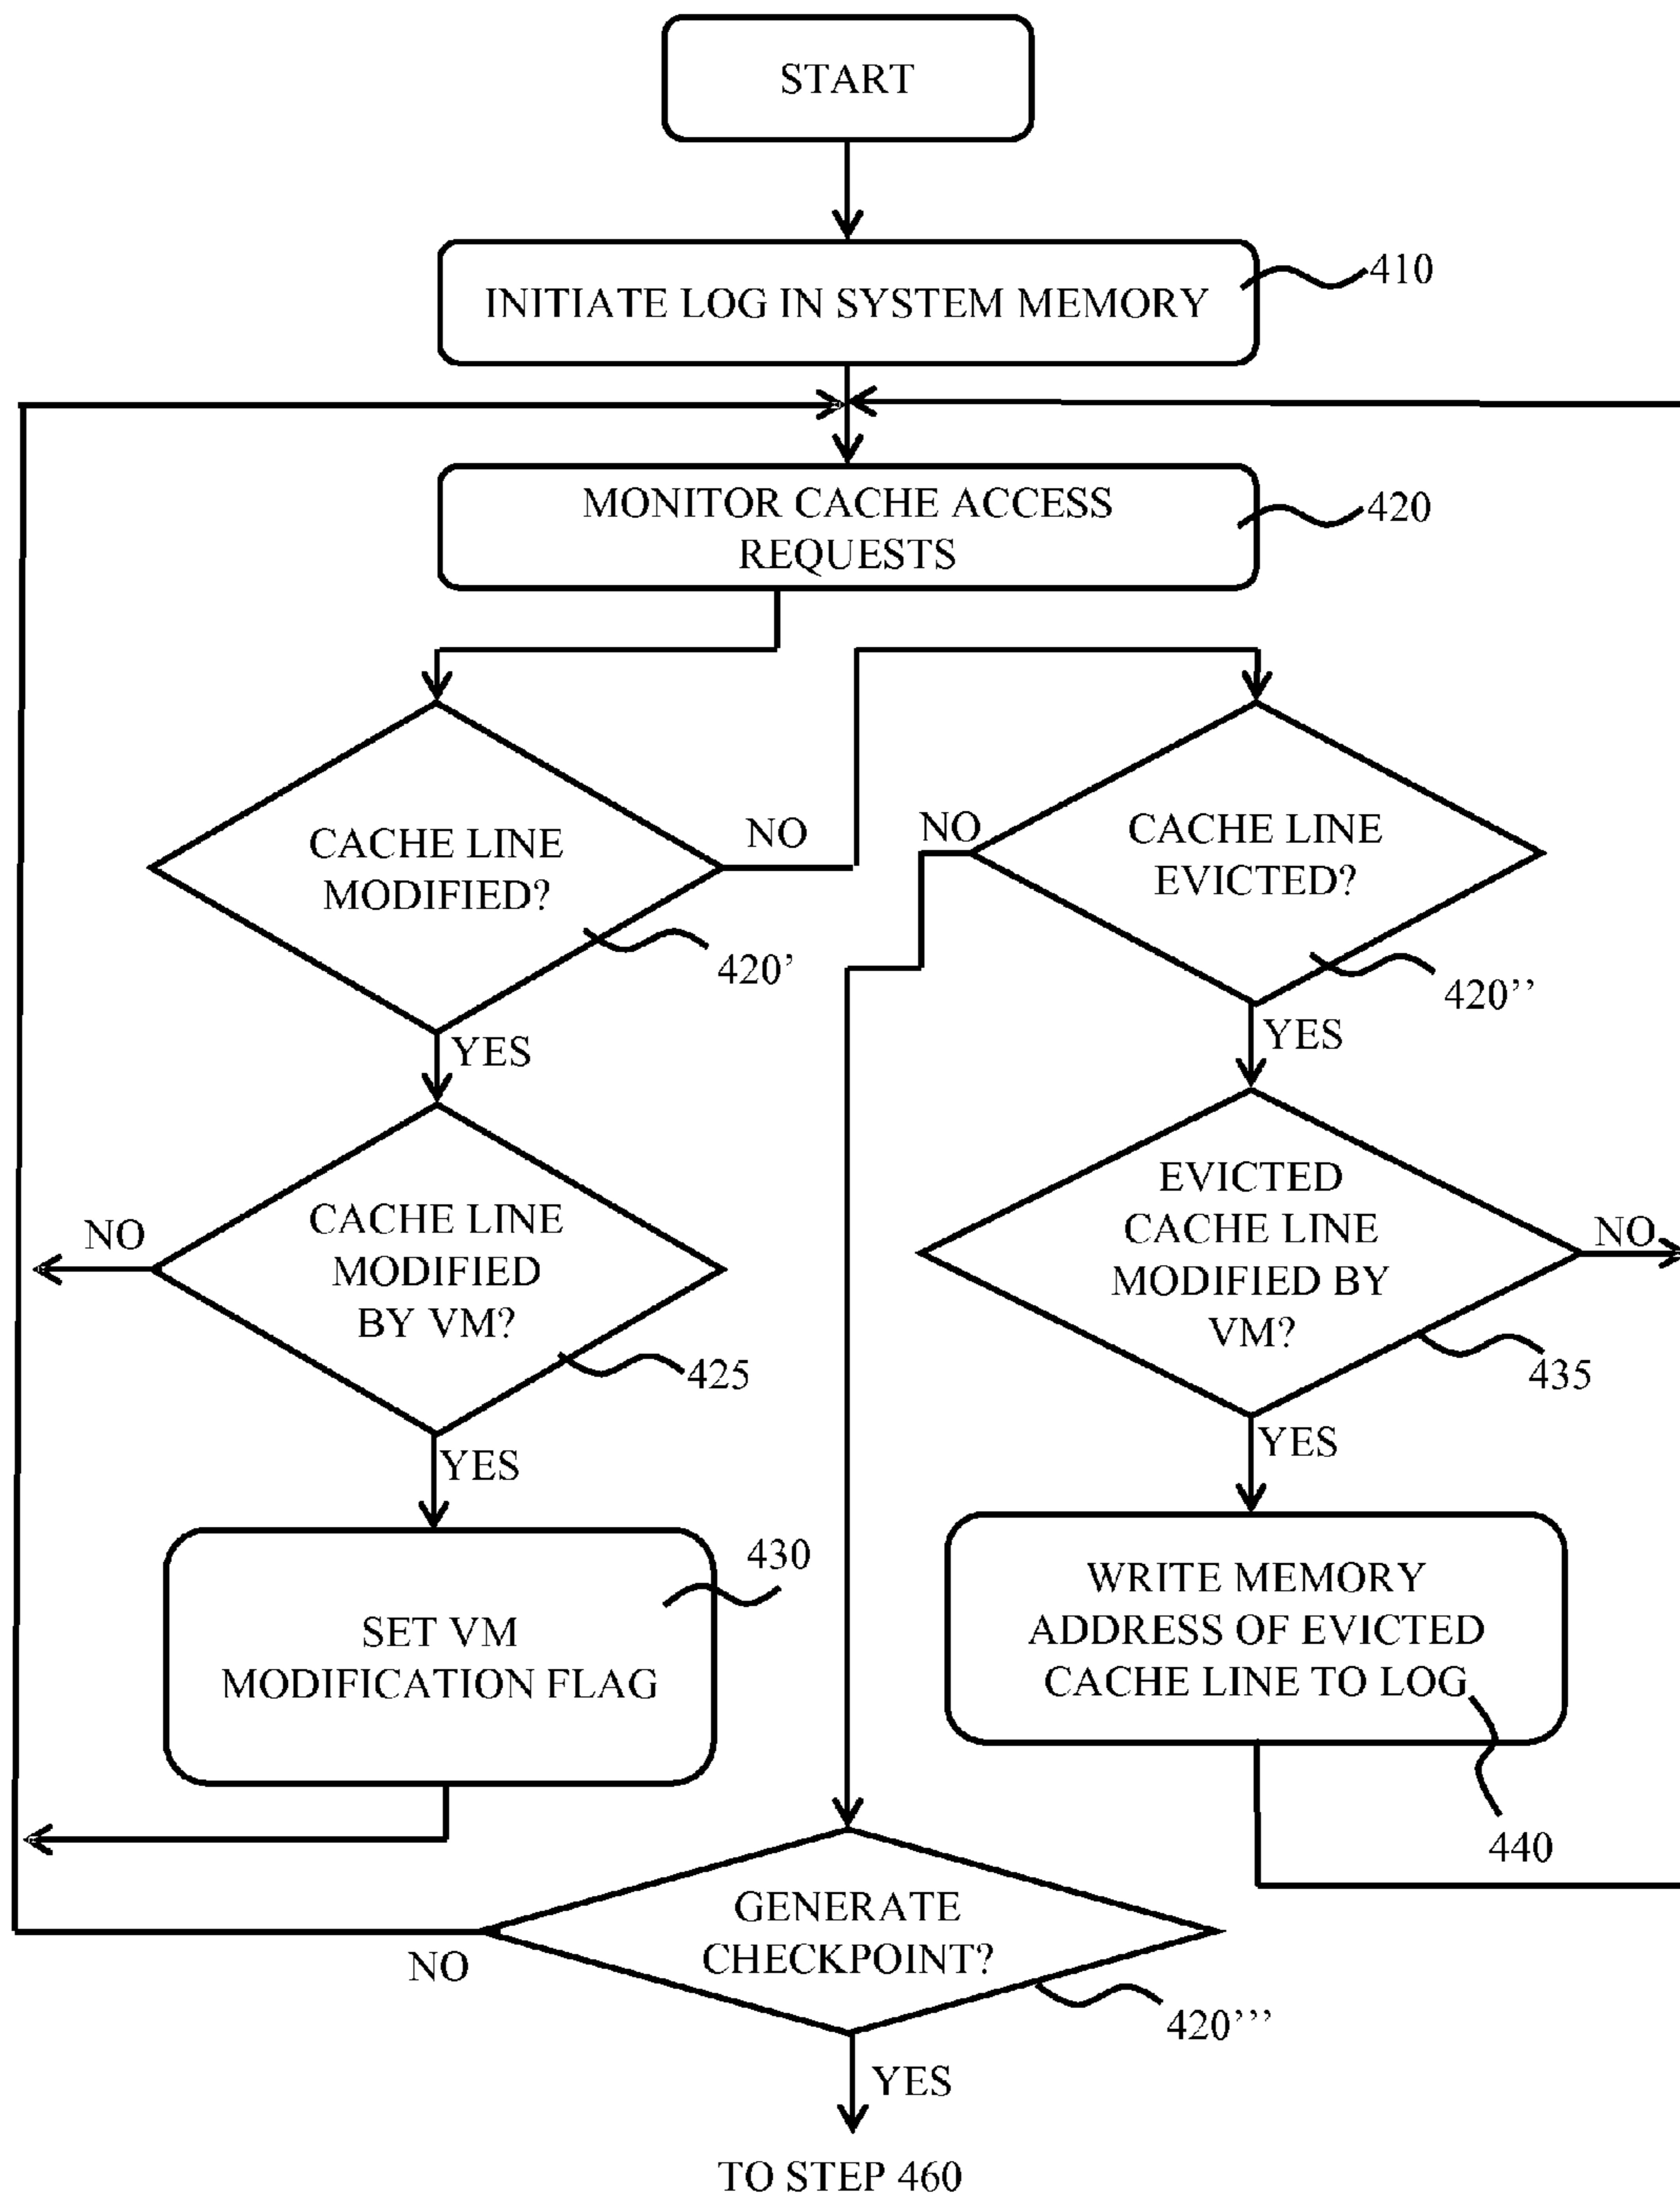 START
INITIATE LOG IN SYSTEM MEMORY
410
MONITOR CACHE ACCESS
REQUESTS
420
CACHE LINE
MODIFIED?
NO
420'
YES
NO
CACHE LINE
EVICTED?
420’’
YES
NO
CACHE LINE
MODIFIED
BY VM?
425
YES
EVICTED
CACHE LINE
MODIFIED BY
VM?
NO
435
YES
430
SET VM
MODIFICATION FLAG
WRITE MEMORY
ADDRESS OF EVICTED
CACHE LINE TO LOG
440
GENERATE
CHECKPOINT?
NO
420’’’
YES
TO STEP 460